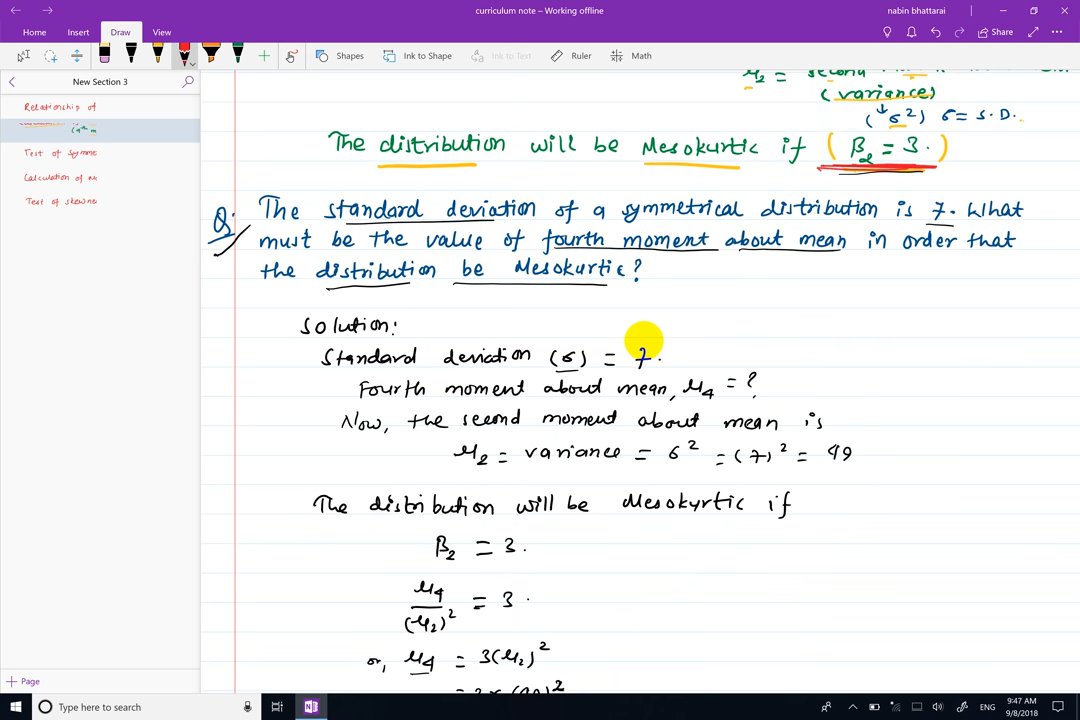 curriculum note – Working offline
nabin bhattarai
Home
Insert
Draw
View
Share
Shapes
Ink to Shape
Ink to Text
Ruler
Math
New Section 3
Relationship of
Test of Symme
Test of skewne
+ Page
μ2 = second
(variance)
(↓σ2) σ = S.D.
The distribution will be Mesokurtic if (β2 = 3.)
Q. The standard deviation of a symmetrical distribution is 7. What
must be the value of fourth moment about mean in order that
the distribution be Mesokurtic?
Solution:
Standard deviation (σ) = 7.
Fourth moment about mean, μ4 = ?
Now, the second moment about mean is
μ2 = variance = σ2 = (7)2 = 49
The distribution will be Mesokurtic if
β2 = 3.
μ4
/(μ2)2 = 3.
or, μ4 = 3(μ2)2
Type here to search
ENG
9:47 AM
9/8/2018